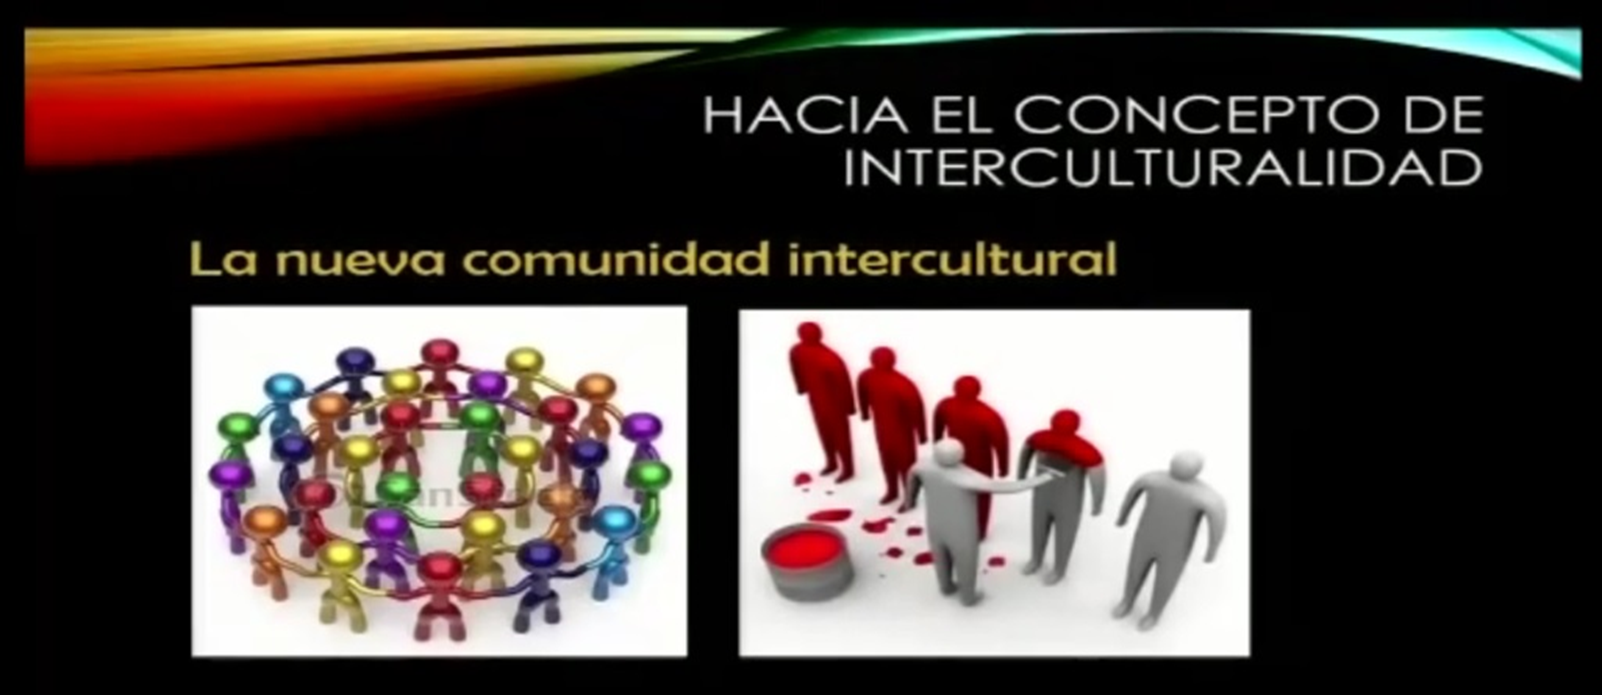 HACIA EL CONCEPTO DE
INTERCULTURALIDAD
La nueva comunidad intercultural